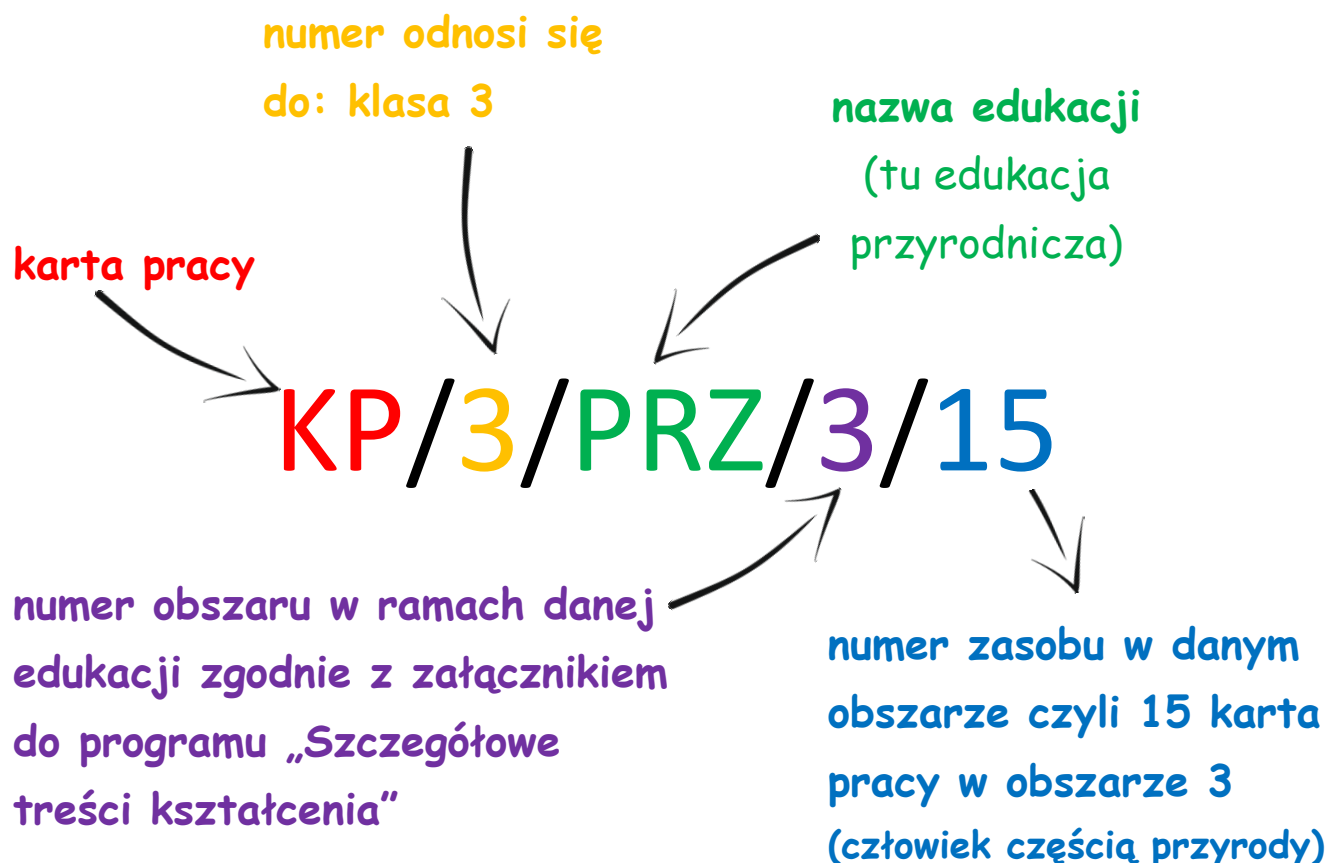 numer odnosi się
do: klasa 3
nazwa edukacji
(tu edukacja
przyrodnicza)
karta pracy
KP/3/PRZ/3/15
numer obszaru w ramach danej
edukacji zgodnie z załącznikiem
do programu „Szczegółowe
treści kształcenia”
numer zasobu w danym
obszarze czyli 15 karta
pracy w obszarze 3
(człowiek częścią przyrody)